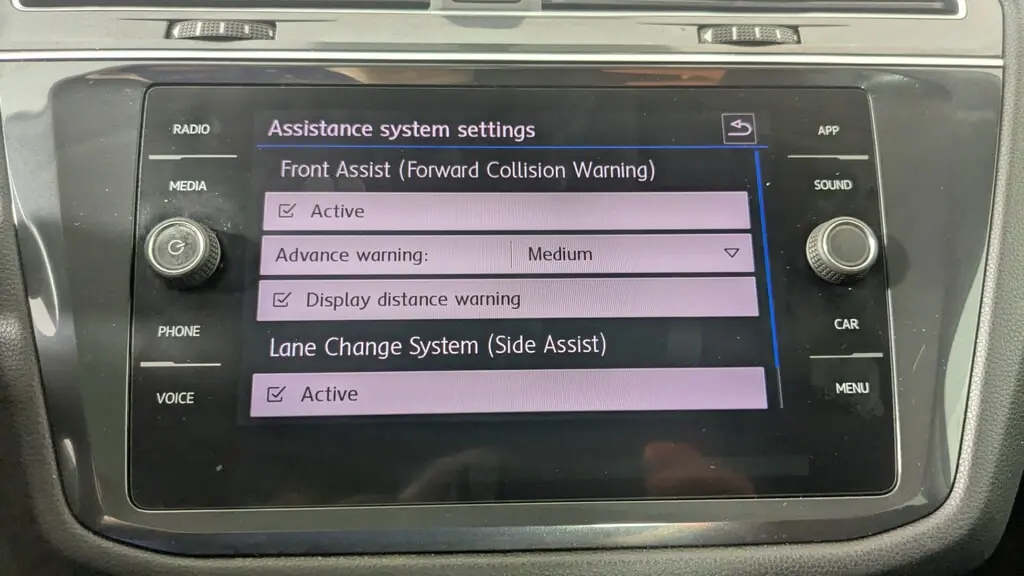 RADIO
MEDIA
PHONE
VOICE
Assistance system settings
Front Assist (Forward Collision Warning)
Active
Advance warning: Medium
Display distance warning
Lane Change System (Side Assist)
Active
APP
SOUND
CAR
MENU